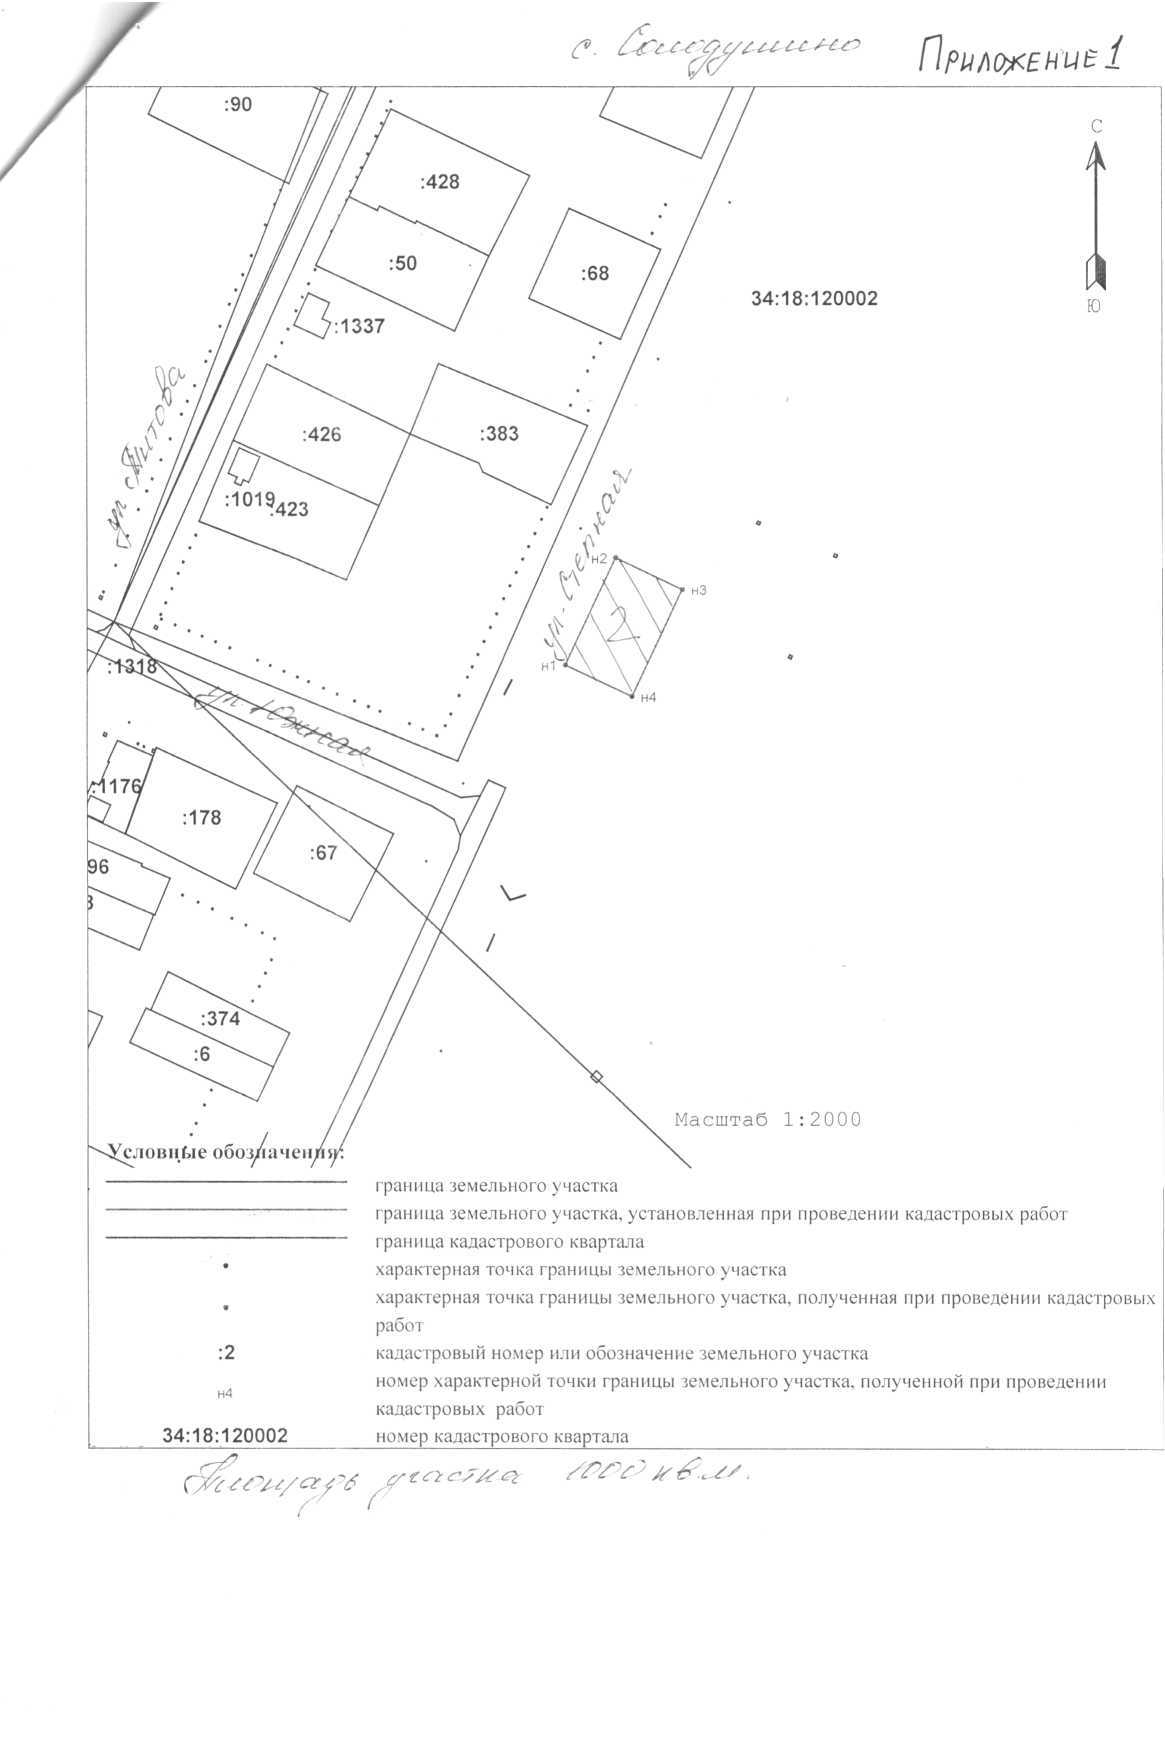 с. Солодушино
Приложение 1
:90
С
:428
:50
:68
34:18:120002
Ю
:1337
ул. Титова
:426
:383
:1019
:423
ул. Степная
н2
н3
2
н1
н4
:1318
ул. Южная
:1176
:178
:67
96
3
:374
:6
Масштаб 1:2000
Условные обозначения:
граница земельного участка
граница земельного участка, установленная при проведении кадастровых работ
граница кадастрового квартала
характерная точка границы земельного участка
характерная точка границы земельного участка, полученная при проведении кадастровых
работ
:2 кадастровый номер или обозначение земельного участка
н4 номер характерной точки границы земельного участка, полученной при проведении
кадастровых работ
34:18:120002 номер кадастрового квартала
Площадь участка 1000 кв.м.